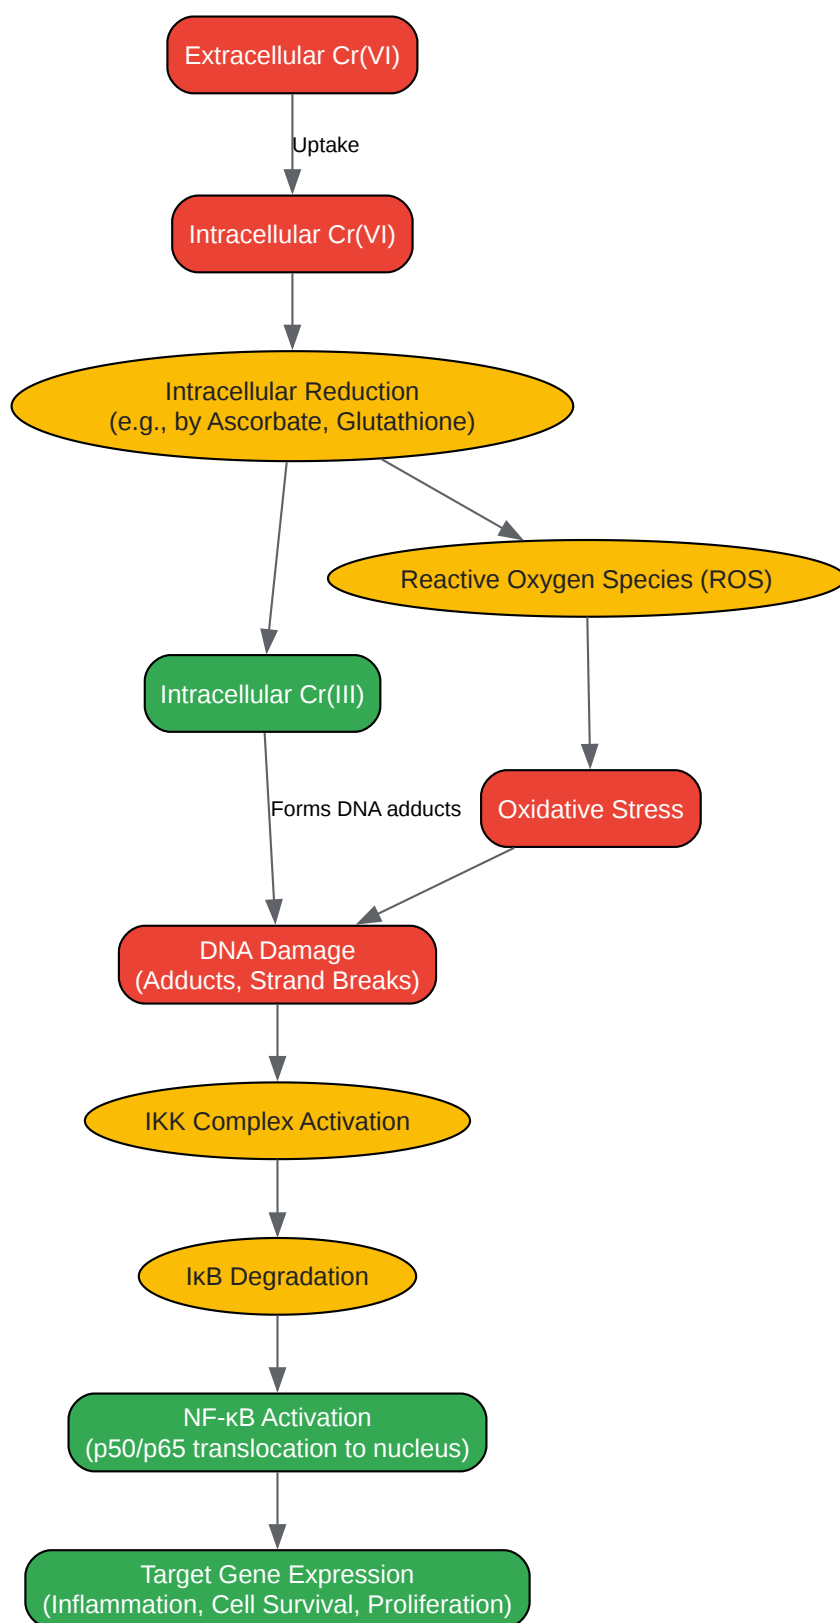 Extracellular Cr(VI)
Uptake
Intracellular Cr(VI)
Intracellular Reduction
(e.g., by Ascorbate, Glutathione)
Reactive Oxygen Species (ROS)
Intracellular Cr(III)
Forms DNA adducts
Oxidative Stress
DNA Damage
(Adducts, Strand Breaks)
IKK Complex Activation
IκB Degradation
NF-κB Activation
(p50/p65 translocation to nucleus)
Target Gene Expression
(Inflammation, Cell Survival, Proliferation)